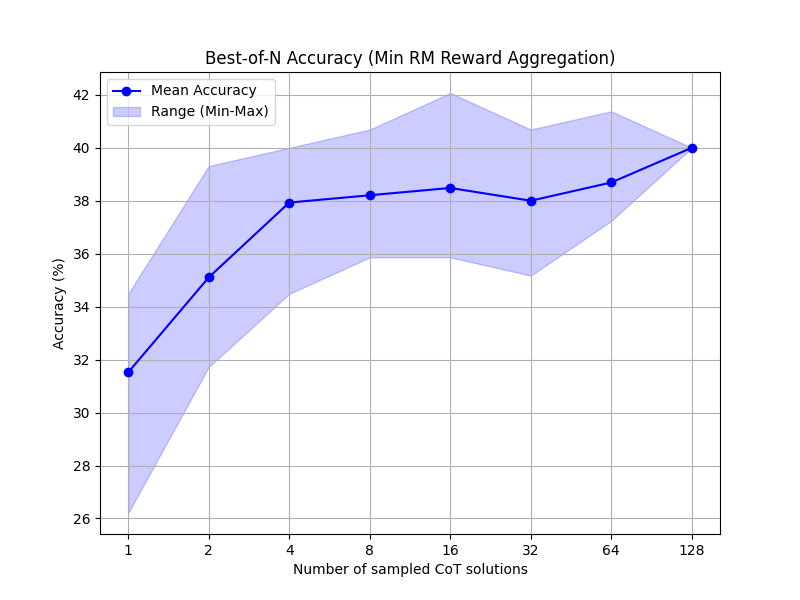 Best-of-N Accuracy (Min RM Reward Aggregation)
Mean Accuracy
Range (Min-Max)
42
40
38
36
34
32
30
28
26
Accuracy (%)
1 2 4 8 16 32 64 128
Number of sampled CoT solutions